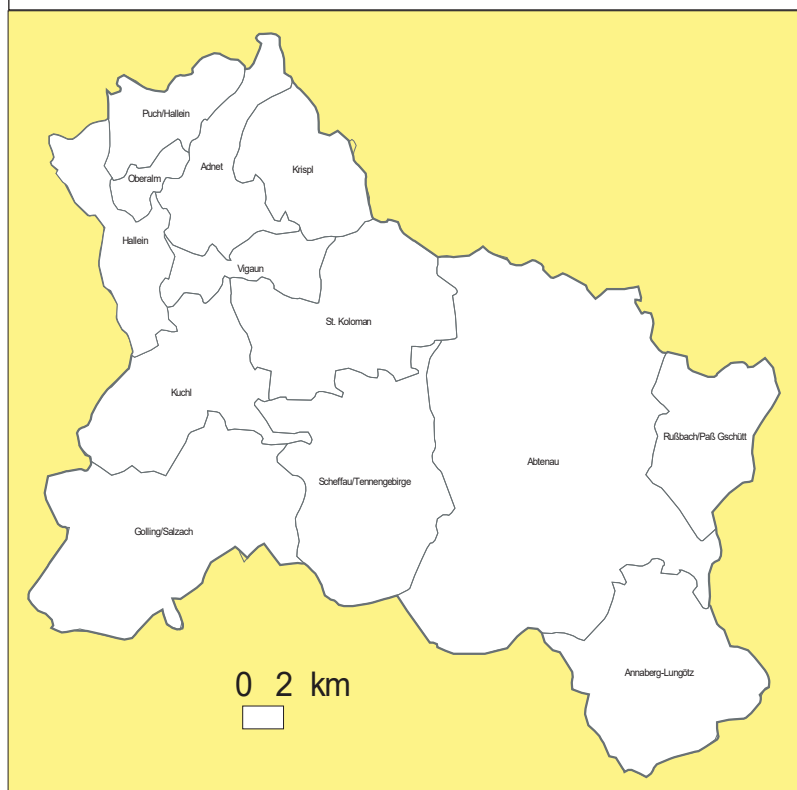 Puch/Hallein
Adnet
Krispl
Oberalm
Hallein
Vigaun
St. Koloman
Kuchl
Rußbach/Paß Gschütt
Abtenau
Scheffau/Tennengebirge
Golling/Salzach
Annaberg-Lungötz
0 2 km